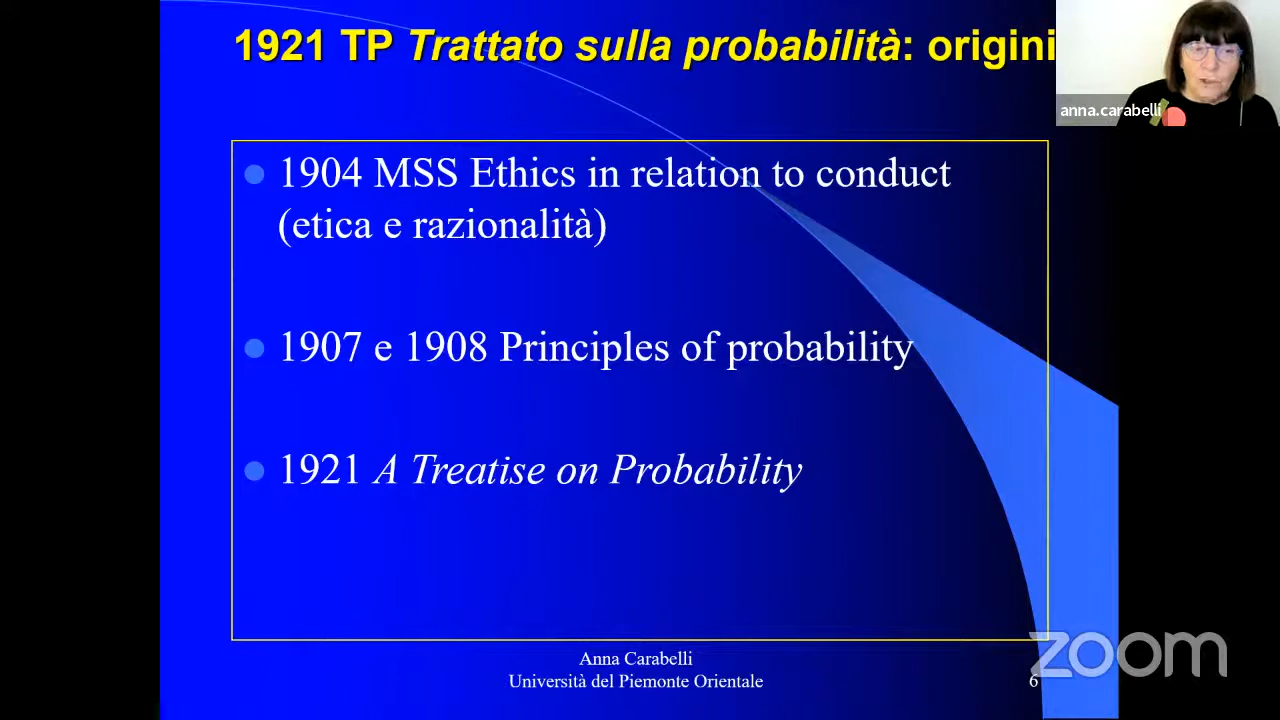 1921 TP Trattato sulla probabilità: origini
anna.carabelli
1904 MSS Ethics in relation to conduct
(etica e razionalità)
1907 e 1908 Principles of probability
1921 A Treatise on Probability
Anna Carabelli
Università del Piemonte Orientale
6
zoom